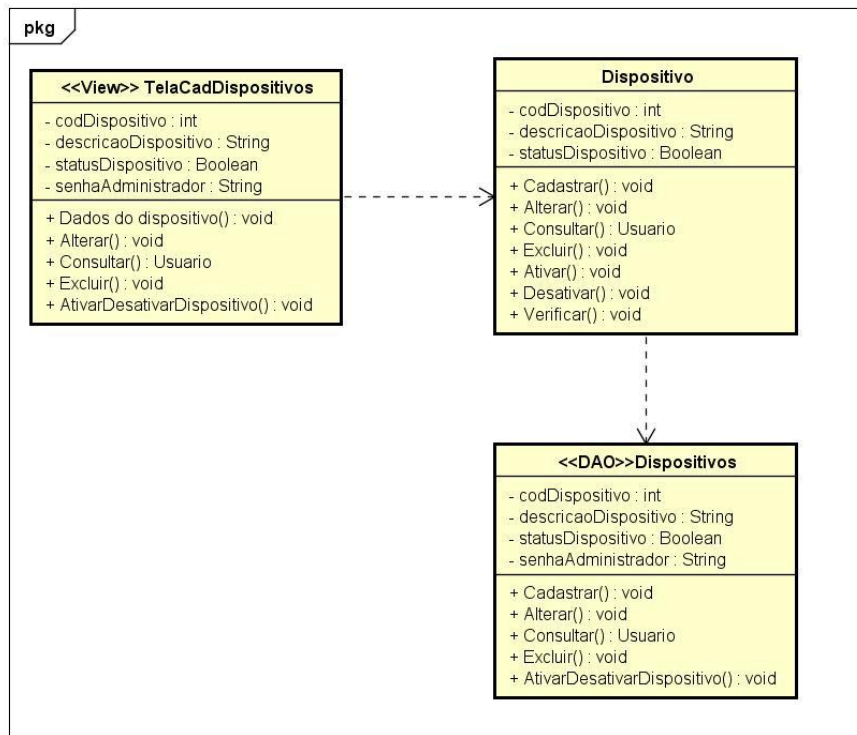 pkg
<<View>> TelaCadDispositivos
- codDispositivo : int
- descricaoDispositivo : String
- statusDispositivo : Boolean
- senhaAdministrador : String
+ Dados do dispositivo() : void
+ Alterar() : void
+ Consultar() : Usuario
+ Excluir() : void
+ AtivarDesativarDispositivo() : void
Dispositivo
- codDispositivo : int
- descricaoDispositivo : String
- statusDispositivo : Boolean
+ Cadastrar() : void
+ Alterar() : void
+ Consultar() : Usuario
+ Excluir() : void
+ Ativar() : void
+ Desativar() : void
+ Verificar() : void
<<DAO>>Dispositivos
- codDispositivo : int
- descricaoDispositivo : String
- statusDispositivo : Boolean
- senhaAdministrador : String
+ Cadastrar() : void
+ Alterar() : void
+ Consultar() : Usuario
+ Excluir() : void
+ AtivarDesativarDispositivo() : void